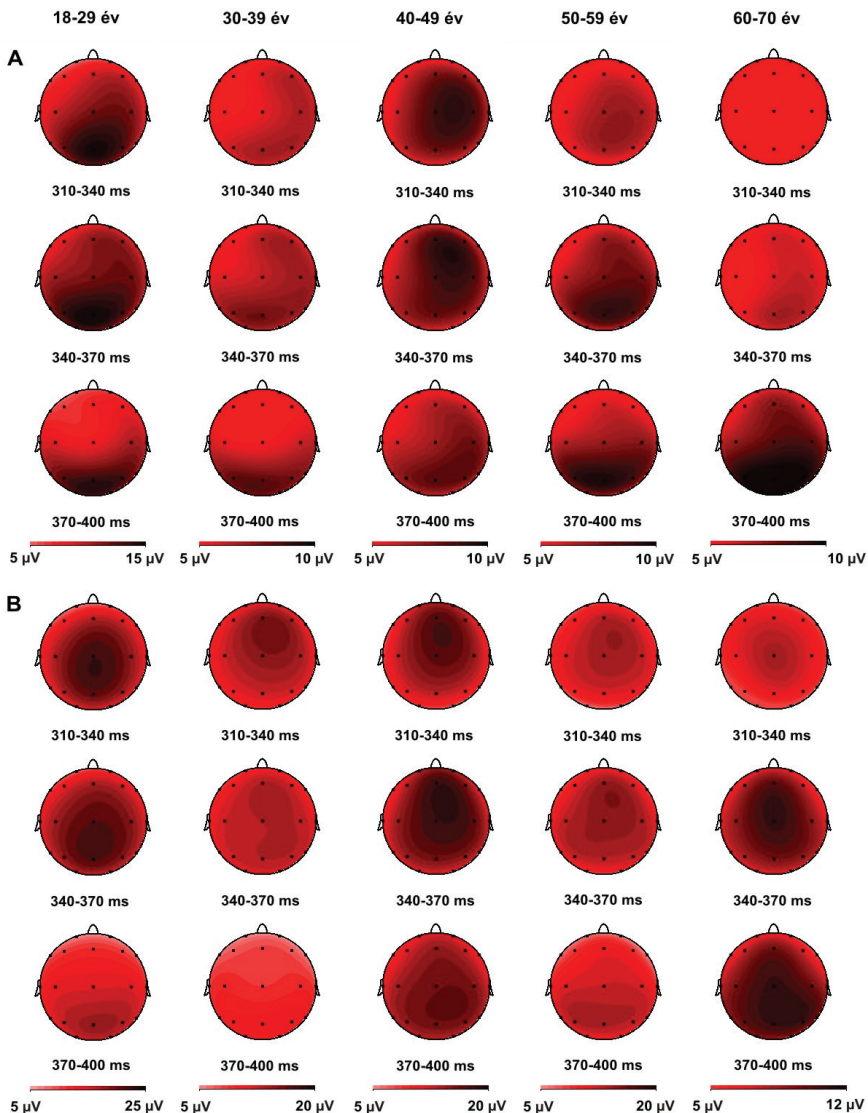 18-29 év 30-39 év 40-49 év 50-59 év 60-70 év
A
310-340 ms 310-340 ms 310-340 ms 310-340 ms 310-340 ms
340-370 ms 340-370 ms 340-370 ms 340-370 ms 340-370 ms
370-400 ms 370-400 ms 370-400 ms 370-400 ms 370-400 ms
5 µV 15 µV 5 µV 10 µV 5 µV 10 µV 5 µV 10 µV 5 µV 10 µV
B
310-340 ms 310-340 ms 310-340 ms 310-340 ms 310-340 ms
340-370 ms 340-370 ms 340-370 ms 340-370 ms 340-370 ms
370-400 ms 370-400 ms 370-400 ms 370-400 ms 370-400 ms
5 µV 25 µV 5 µV 20 µV 5 µV 20 µV 5 µV 20 µV 5 µV 12 µV